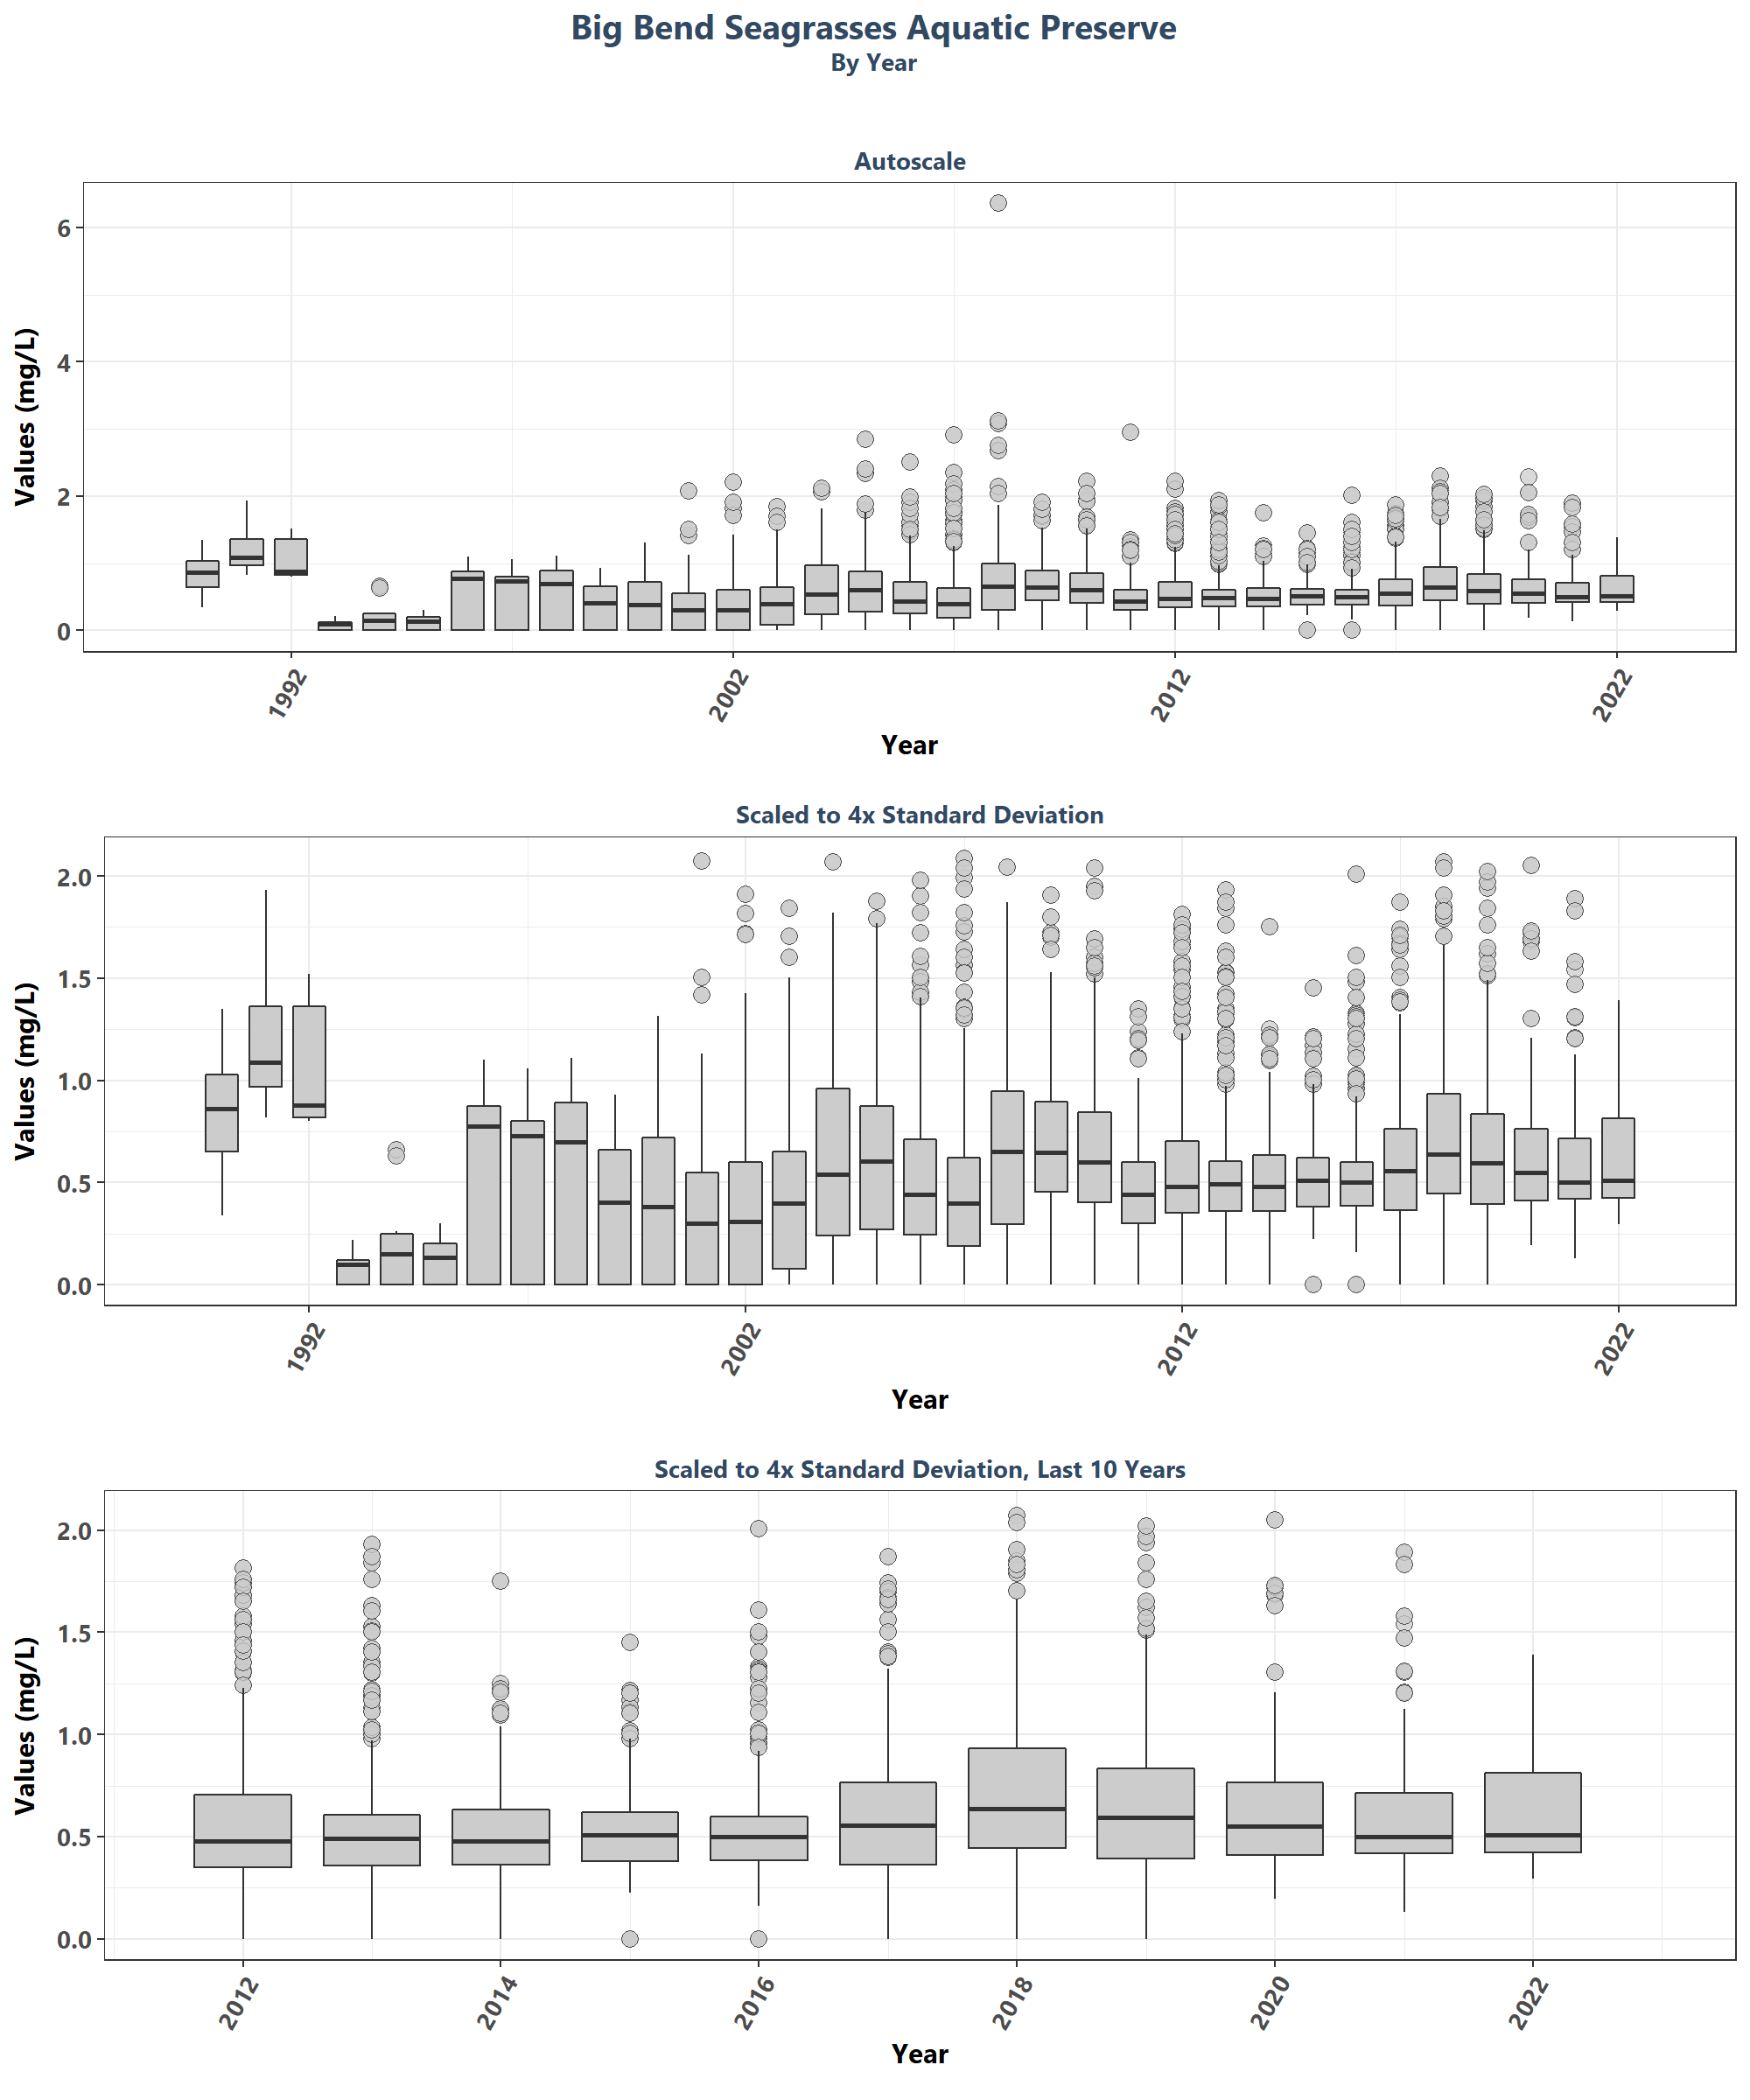 Big Bend Seagrasses Aquatic Preserve
By Year
Autoscale
Values (mg/L)
6
4
2
0
1992
2002
2012
2022
Year
Scaled to 4x Standard Deviation
Values (mg/L)
2.0
1.5
1.0
0.5
0.0
1992
2002
2012
2022
Year
Scaled to 4x Standard Deviation, Last 10 Years
Values (mg/L)
2.0
1.5
1.0
0.5
0.0
2012
2014
2016
2018
2020
2022
Year